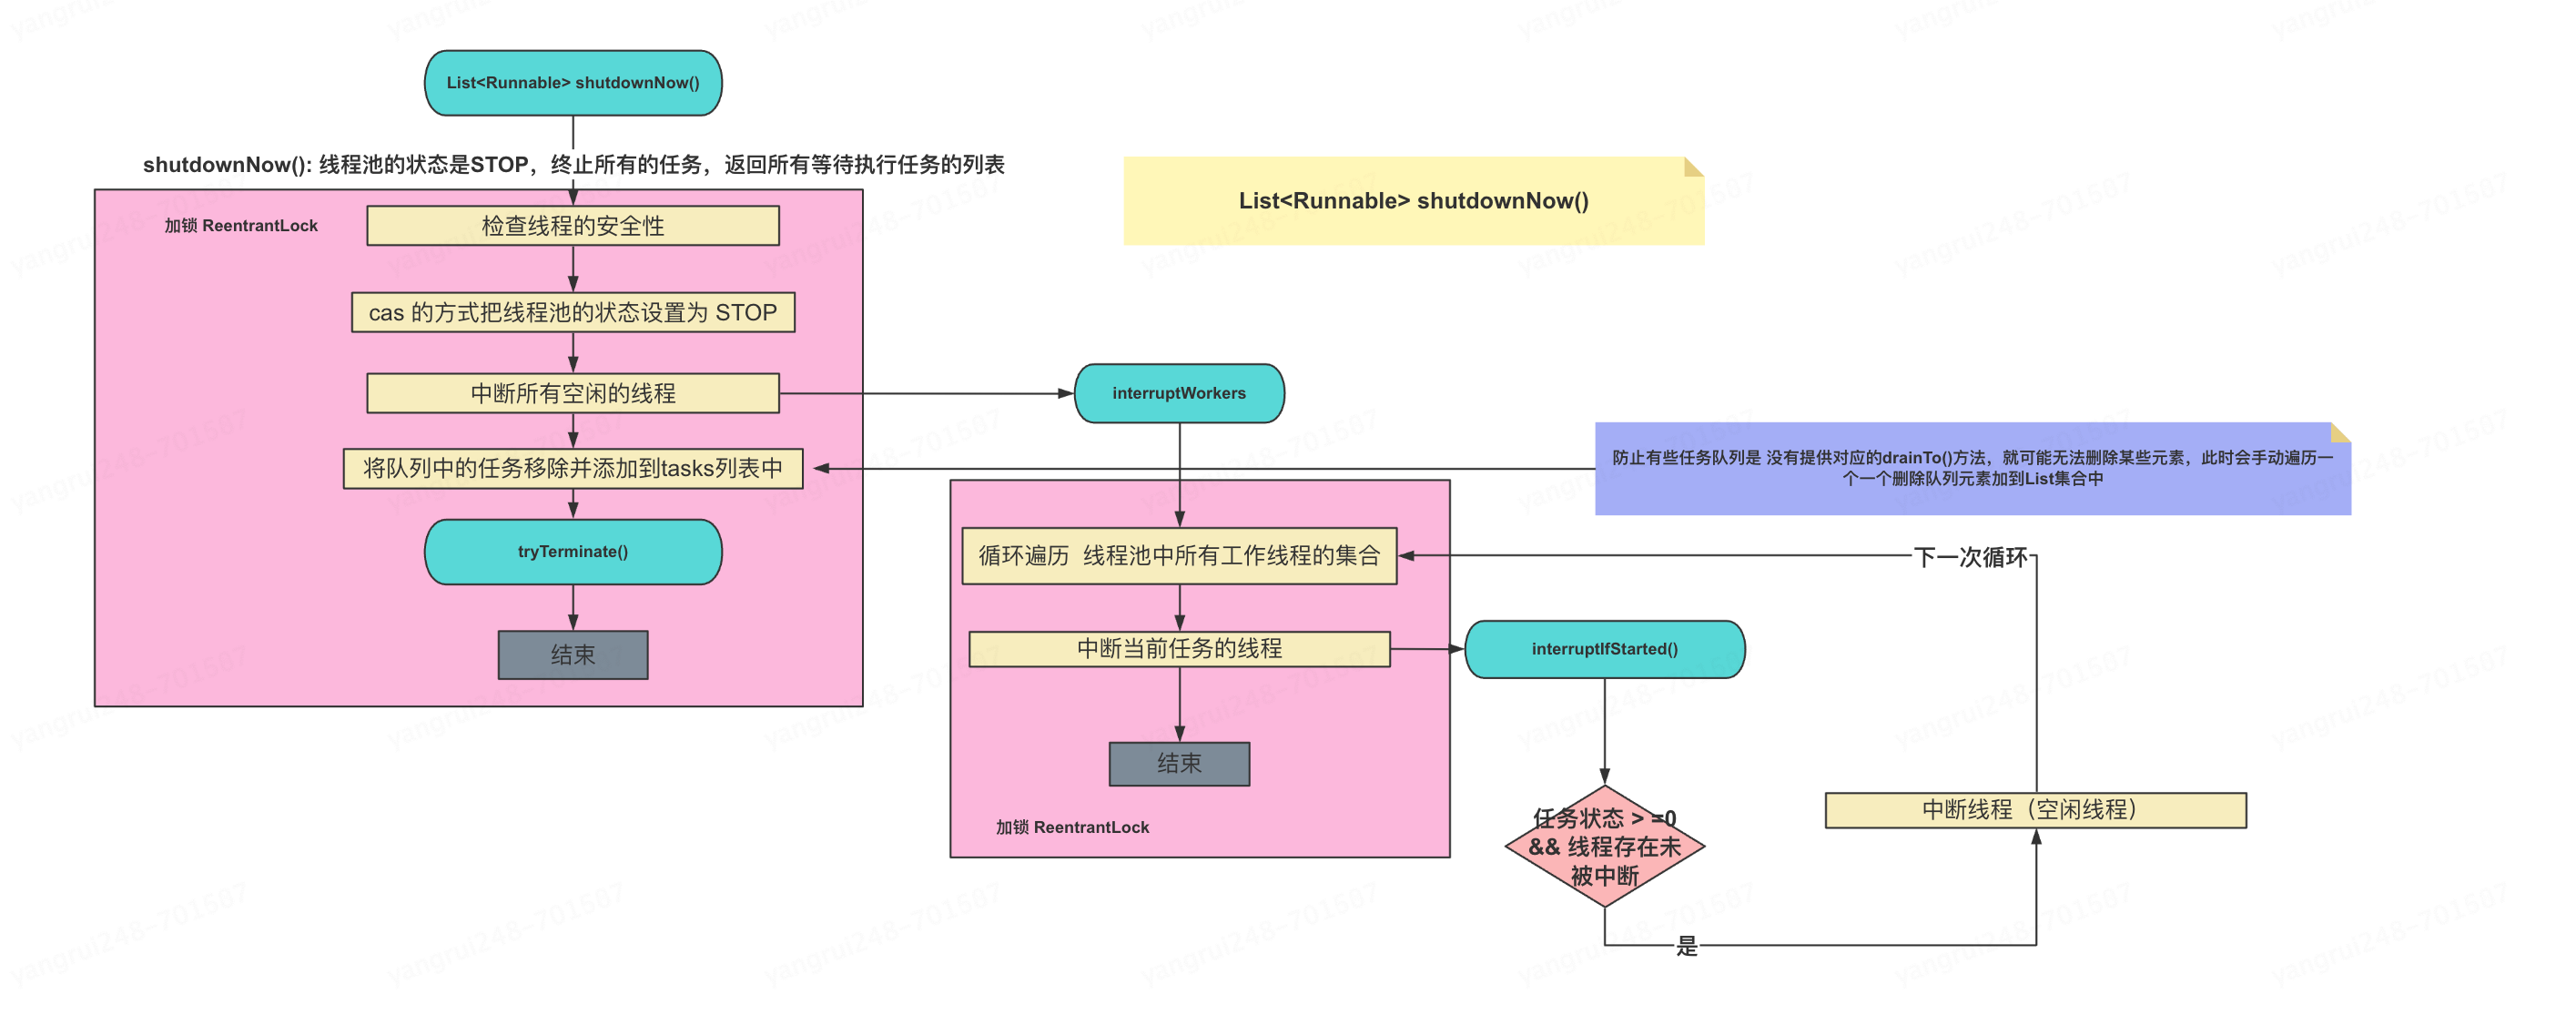 List<Runnable> shutdownNow()
shutdownNow(): 线程池的状态是STOP，终止所有的任务，返回所有等待执行任务的列表
List<Runnable> shutdownNow()
加锁 ReentrantLock
检查线程的安全性
cas 的方式把线程池的状态设置为 STOP
中断所有空闲的线程
interruptWorkers
将队列中的任务移除并添加到tasks列表中
防止有些任务队列是 没有提供对应的drainTo()方法，就可能无法删除某些元素，此时会手动遍历一
个一个删除队列元素加到List集合中
tryTerminate()
结束
循环遍历 线程池中所有工作线程的集合
下一次循环
中断当前任务的线程
interruptIfStarted()
结束
加锁 ReentrantLock
任务状态 > =0
&& 线程存在未
被中断
中断线程（空闲线程）
是
yangrui248-701587